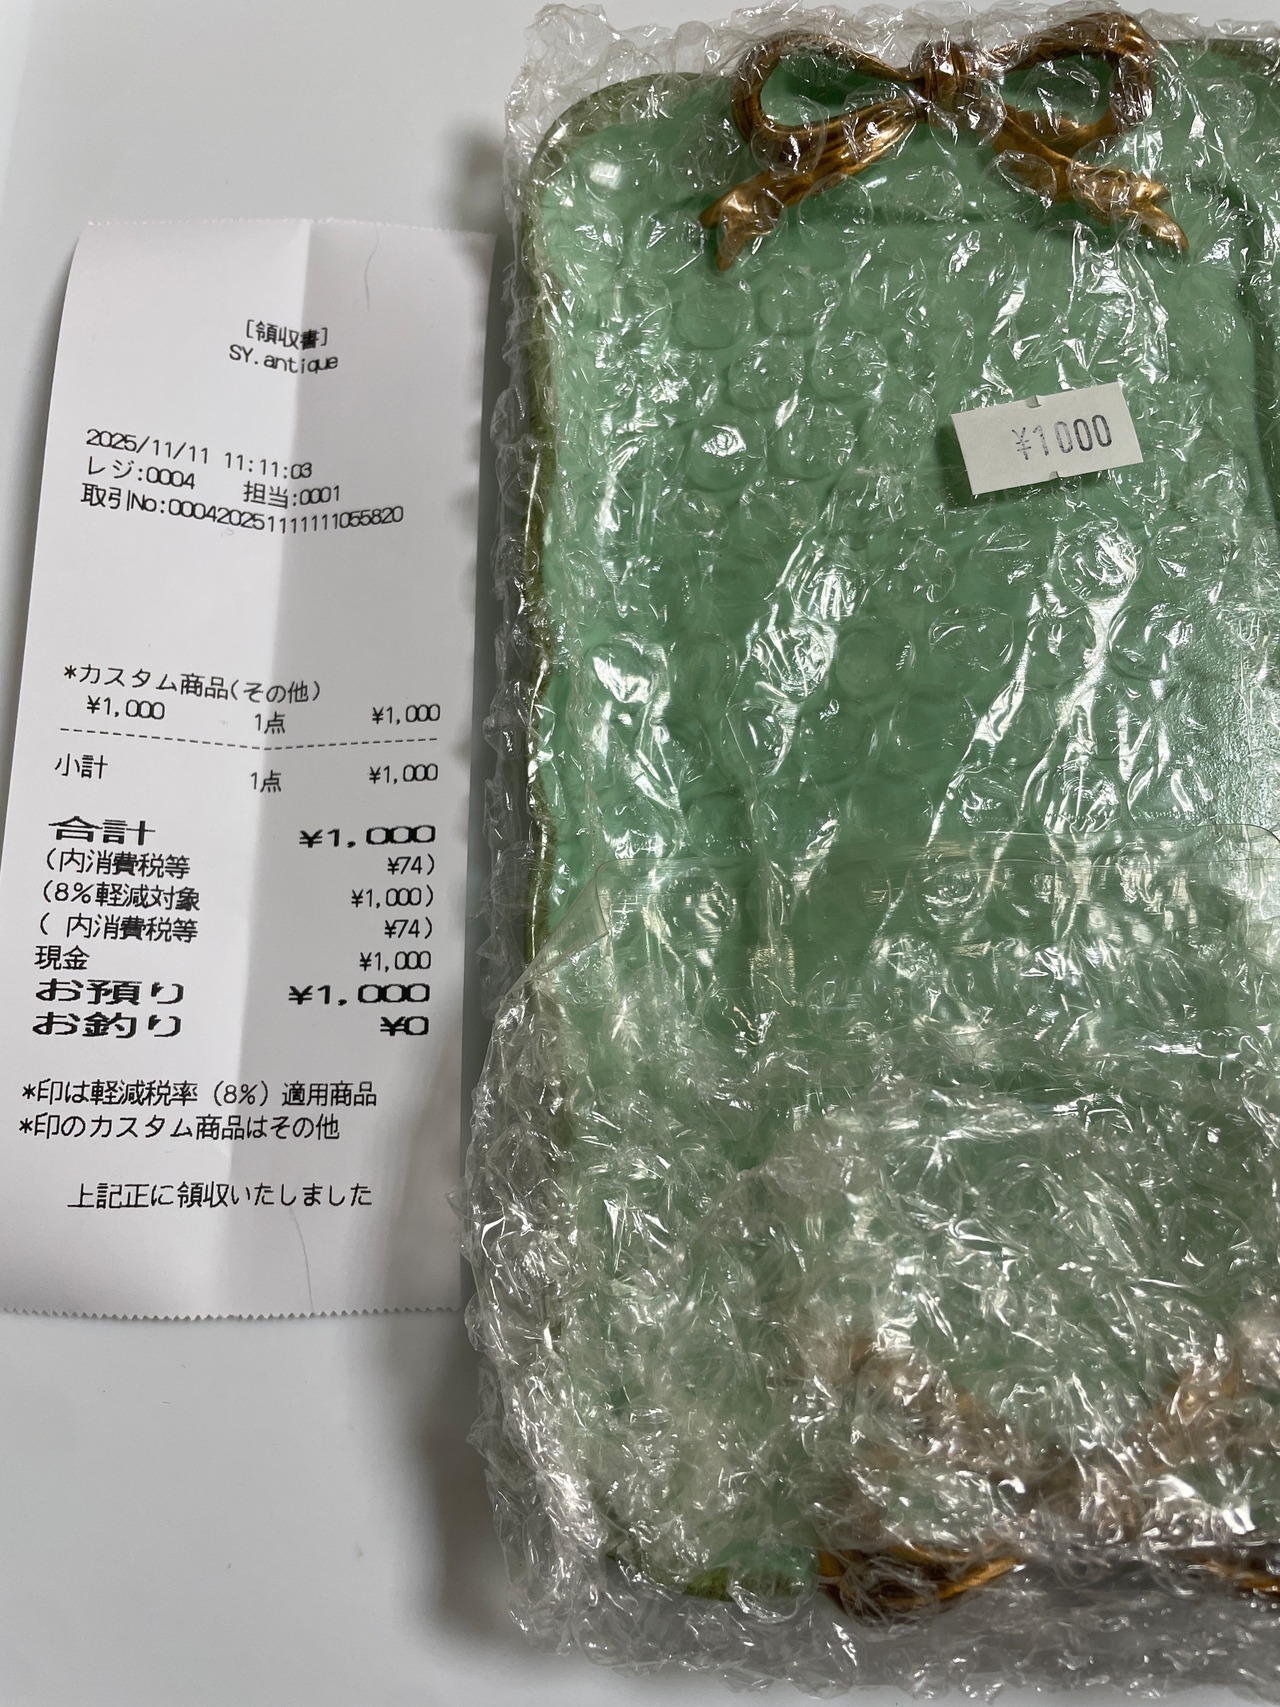 [領収書]
SY.antique
2025/11/11 11:11:03
レジ:0004 担当:0001
取引No:00042025111111055820
*カスタム商品(その他)
¥1,000 1点 ¥1,000
小計 1点 ¥1,000
合計 ¥1,000
(内消費税等 ¥74)
(8%軽減対象 ¥1,000)
( 内消費税等 ¥74)
現金 ¥1,000
お預り ¥1,000
お釣り ¥0
*印は軽減税率(8%)適用商品
*印のカスタム商品はその他
上記正に領収いたしました
¥1000